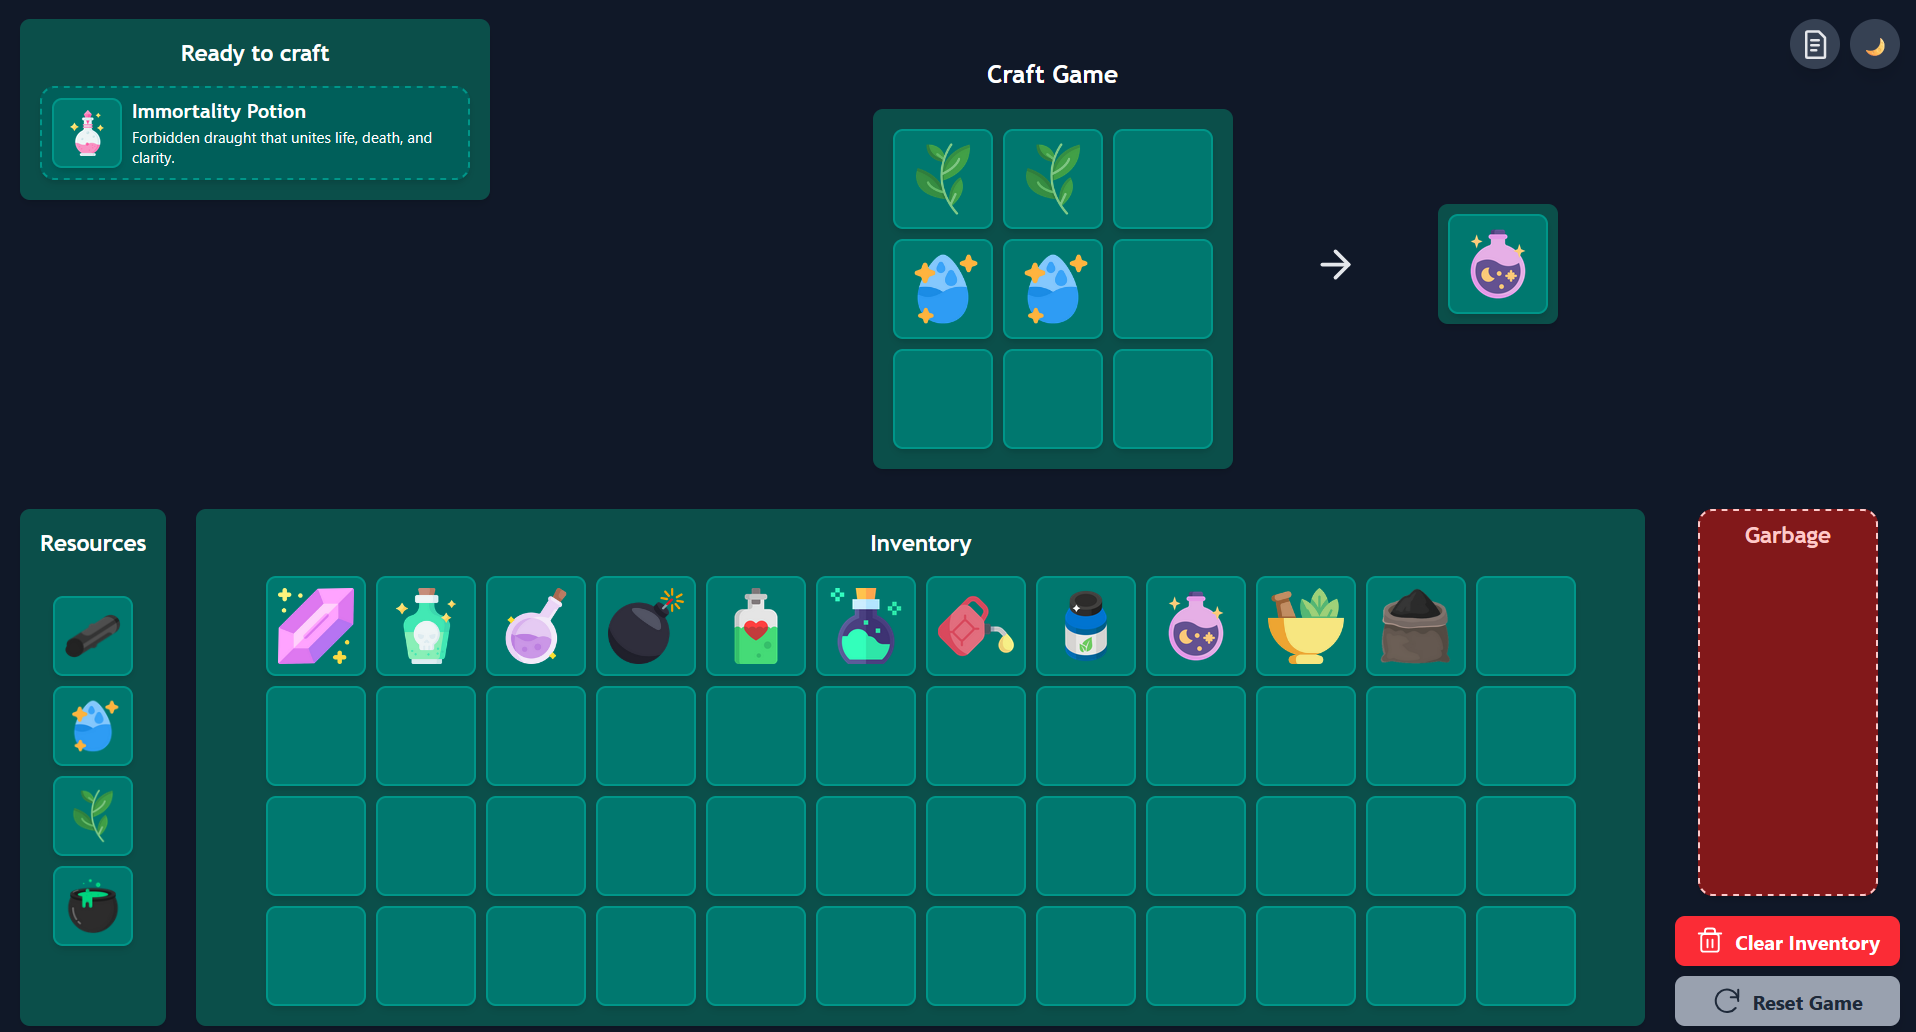 Ready to craft
Immortality Potion
Forbidden draught that unites life, death, and
clarity.
Craft Game
Resources
Inventory
Garbage
Clear Inventory
Reset Game